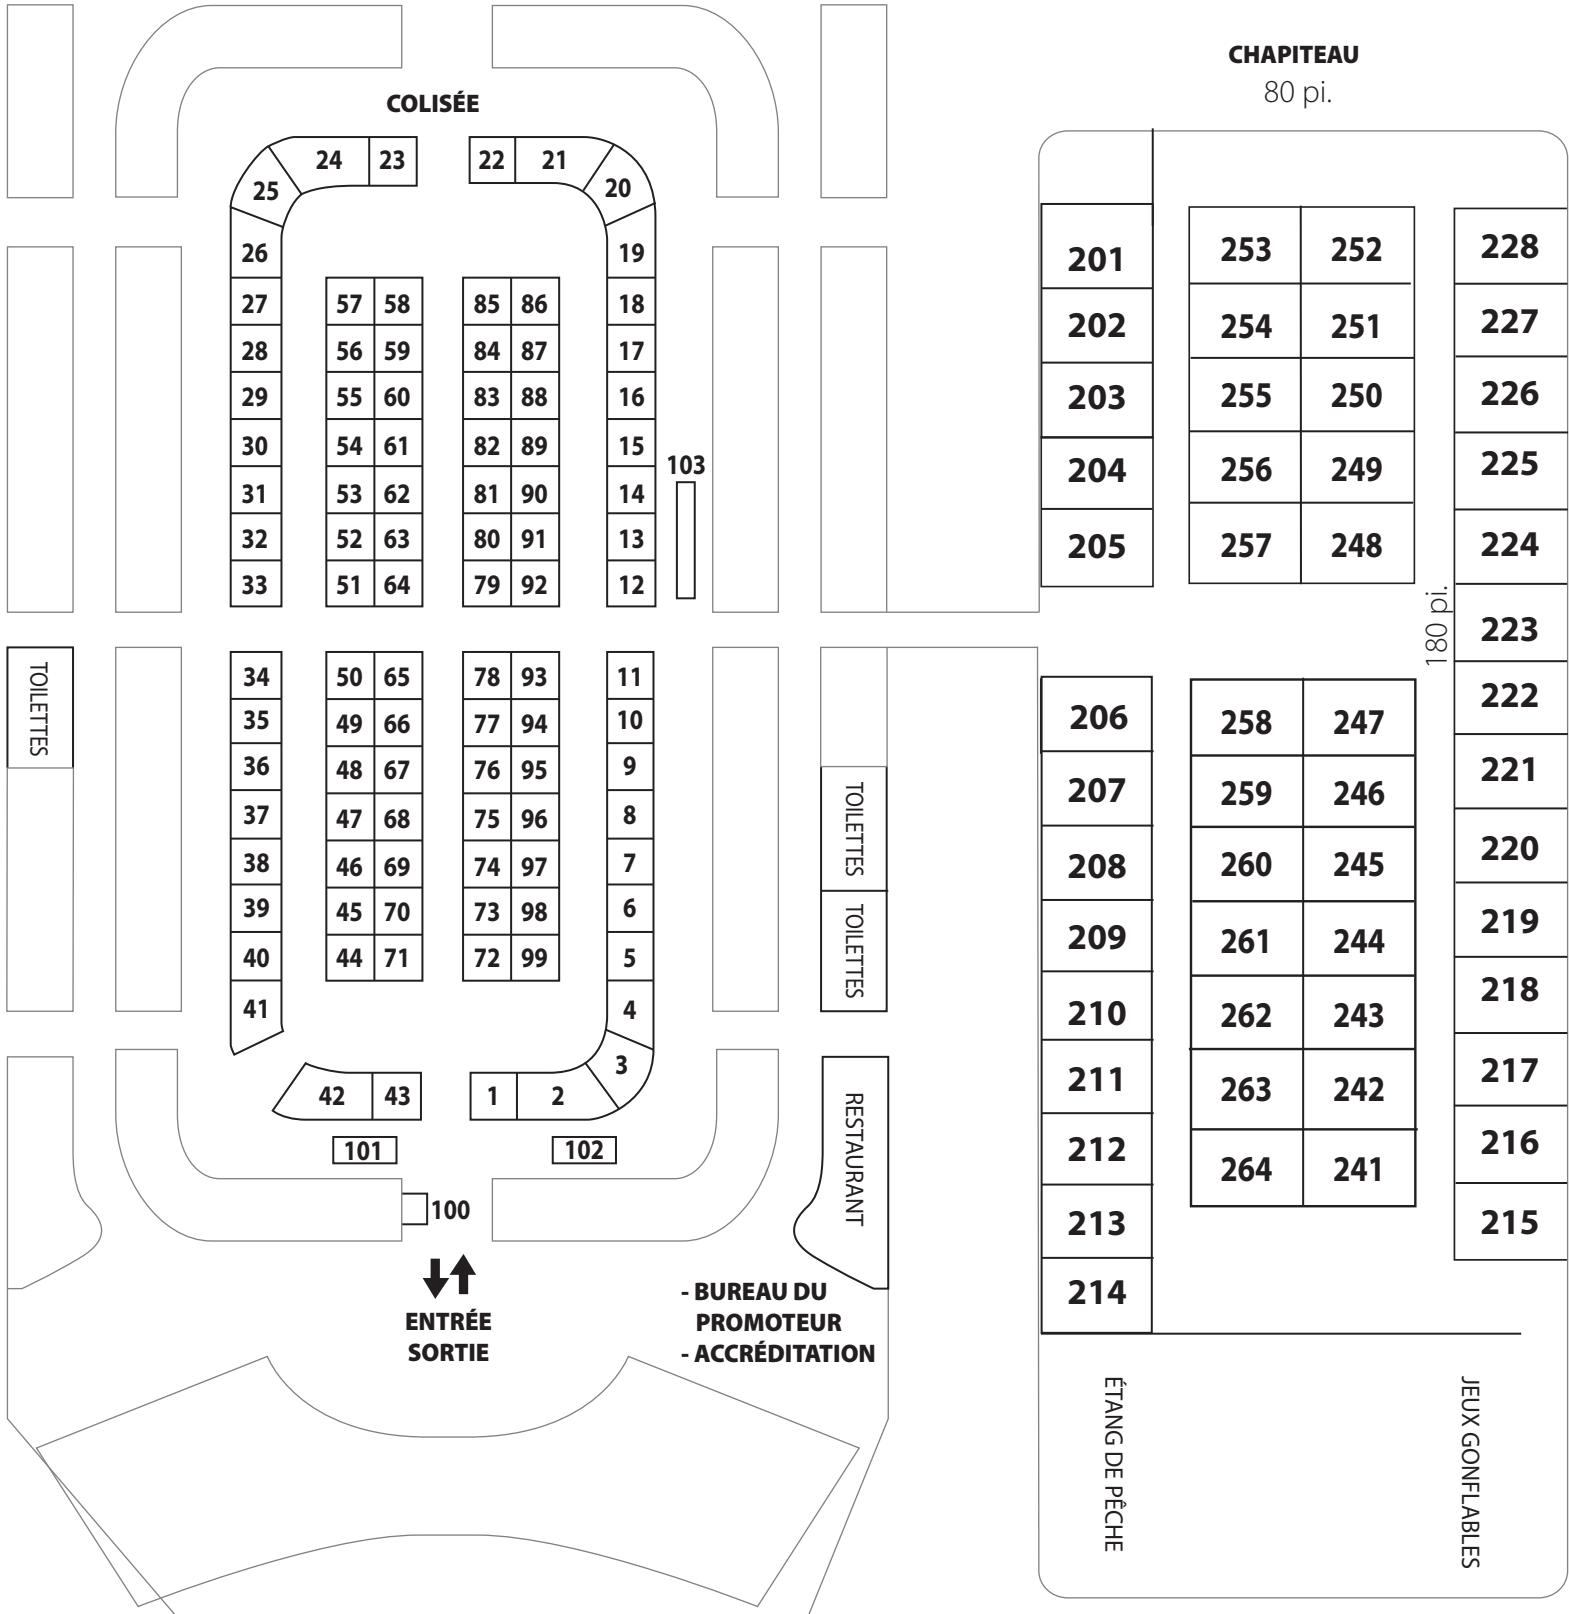 COLISÉE
24 23 22 21
25 20
26 19
27 57 58 85 86 18
28 56 59 84 87 17
29 55 60 83 88 16
30 54 61 82 89 15
103
31 53 62 81 90 14
32 52 63 80 91 13
33 51 64 79 92 12
34 50 65 78 93 11
35 49 66 77 94 10
36 48 67 76 95 9
37 47 68 75 96 8
38 46 69 74 97 7
39 45 70 73 98 6
40 44 71 72 99 5
41 4
3
42 43 1 2
101 102
100
ENTRÉE
SORTIE
TOILETTES
TOILETTES
TOILETTES
RESTAURANT
- BUREAU DU
PROMOTEUR
- ACCRÉDITATION
CHAPITEAU
80 pi.
201 253 252 228
202 254 251 227
203 255 250 226
204 256 249 225
205 257 248 224
180 pi.
223
206 258 247 222
207 259 246 221
208 260 245 220
209 261 244 219
210 262 243 218
211 263 242 217
212 264 241 216
213 215
214
ÉTANG DE PÊCHE
JEUX GONFLABLES